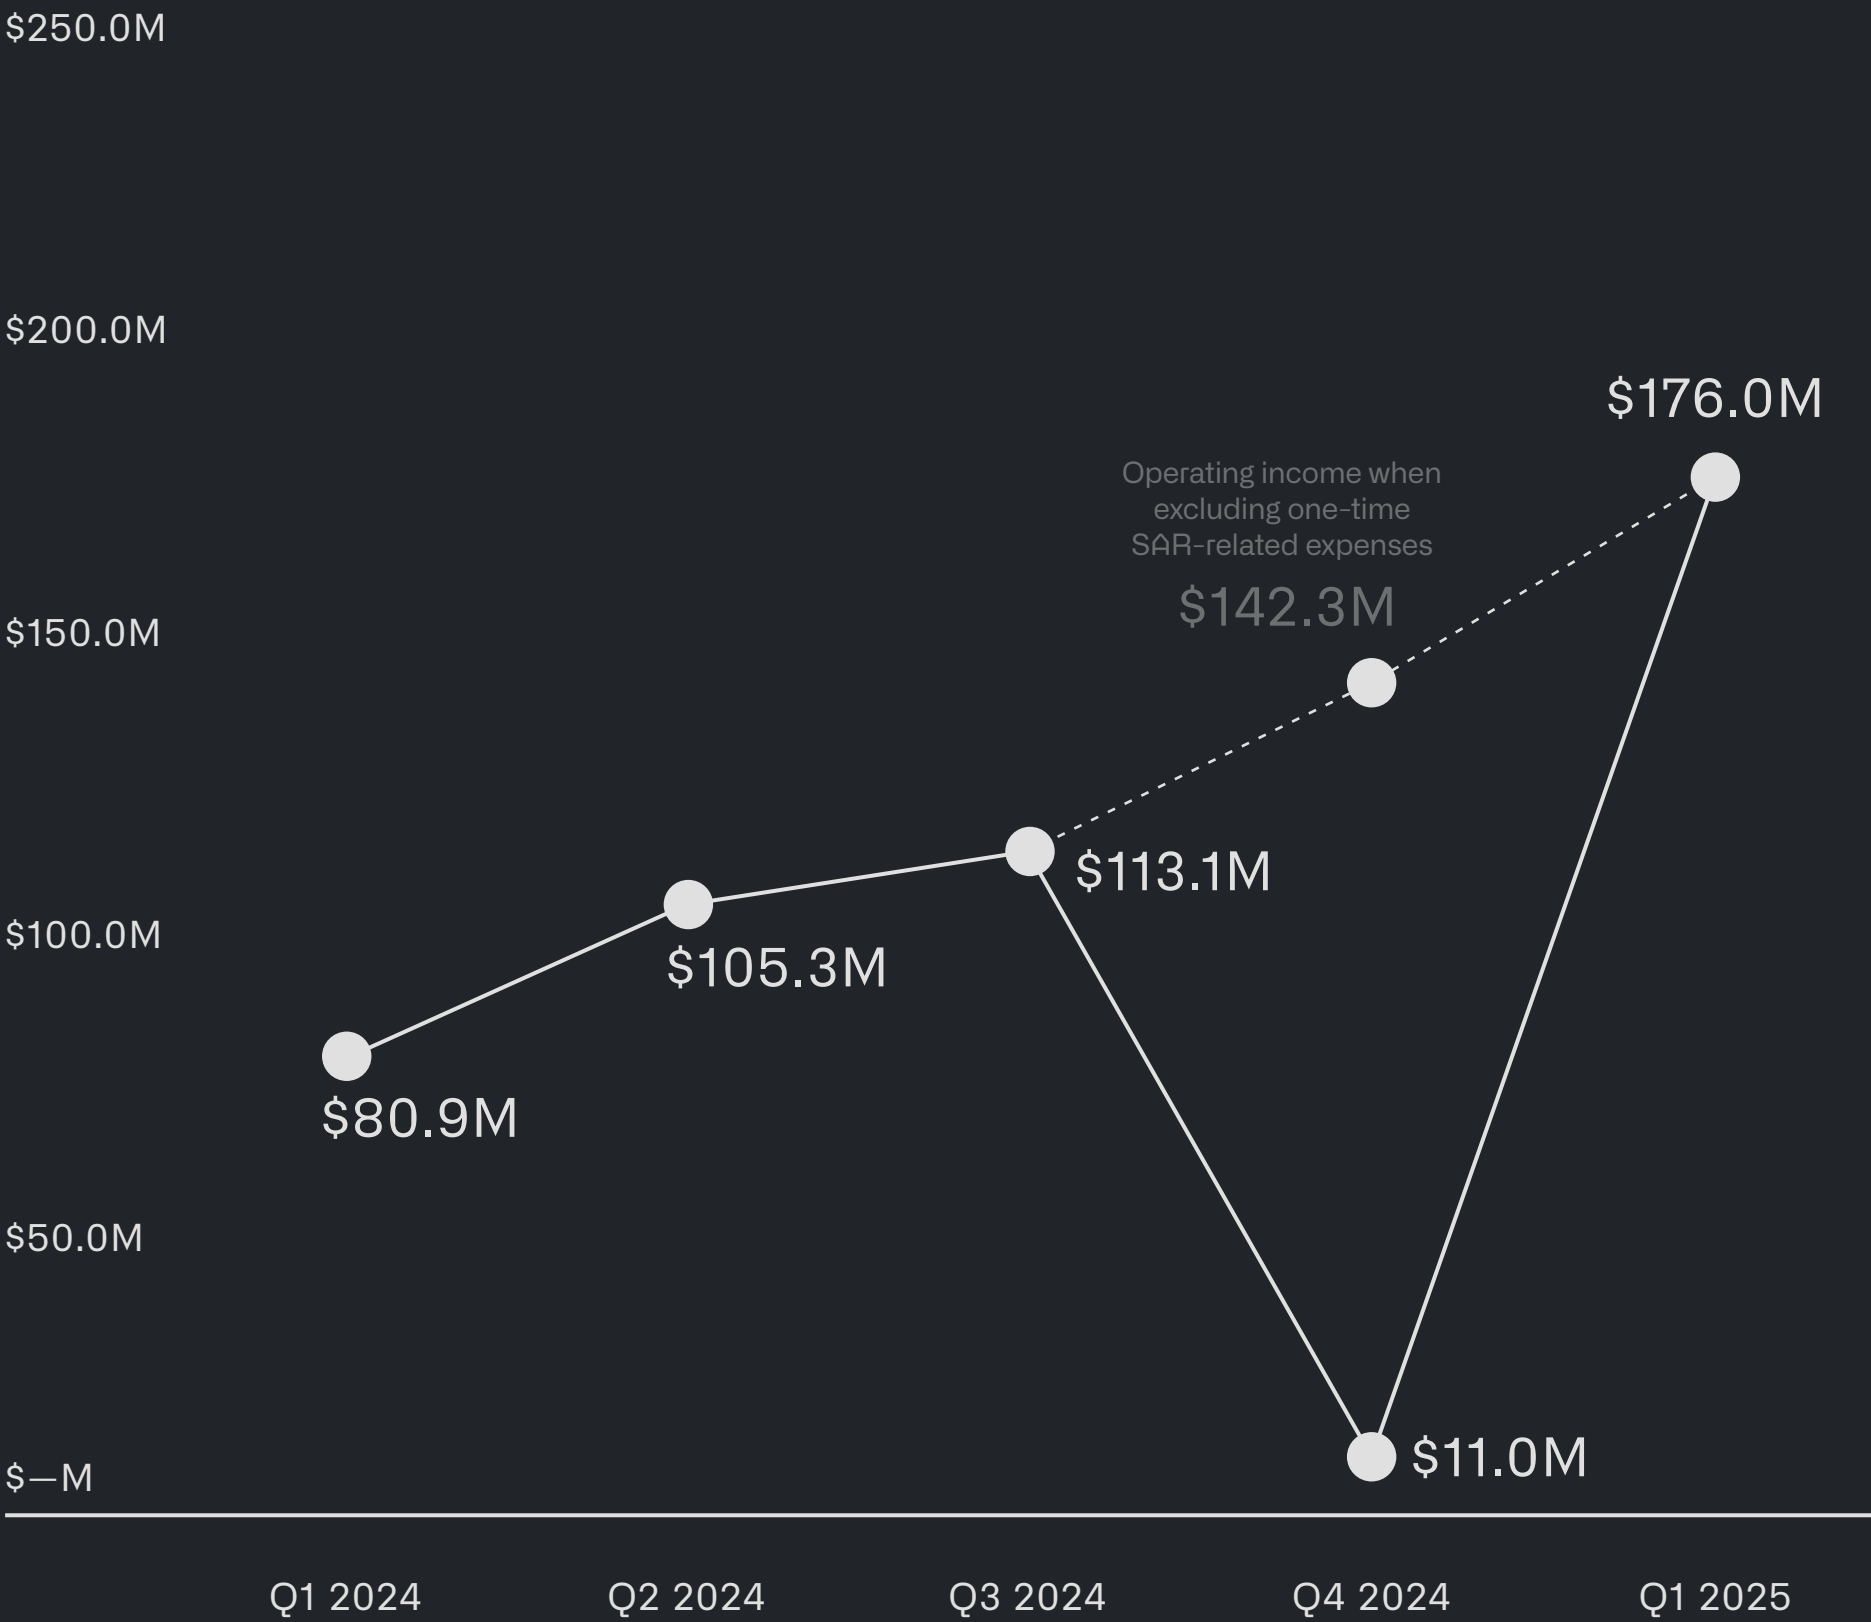 $250.0M
$200.0M
$176.0M
Operating income when
excluding one-time
SAR-related expenses
$142.3M
$150.0M
$113.1M
$100.0M
$105.3M
$80.9M
$50.0M
$11.0M
$—M
Q1 2024
Q2 2024
Q3 2024
Q4 2024
Q1 2025